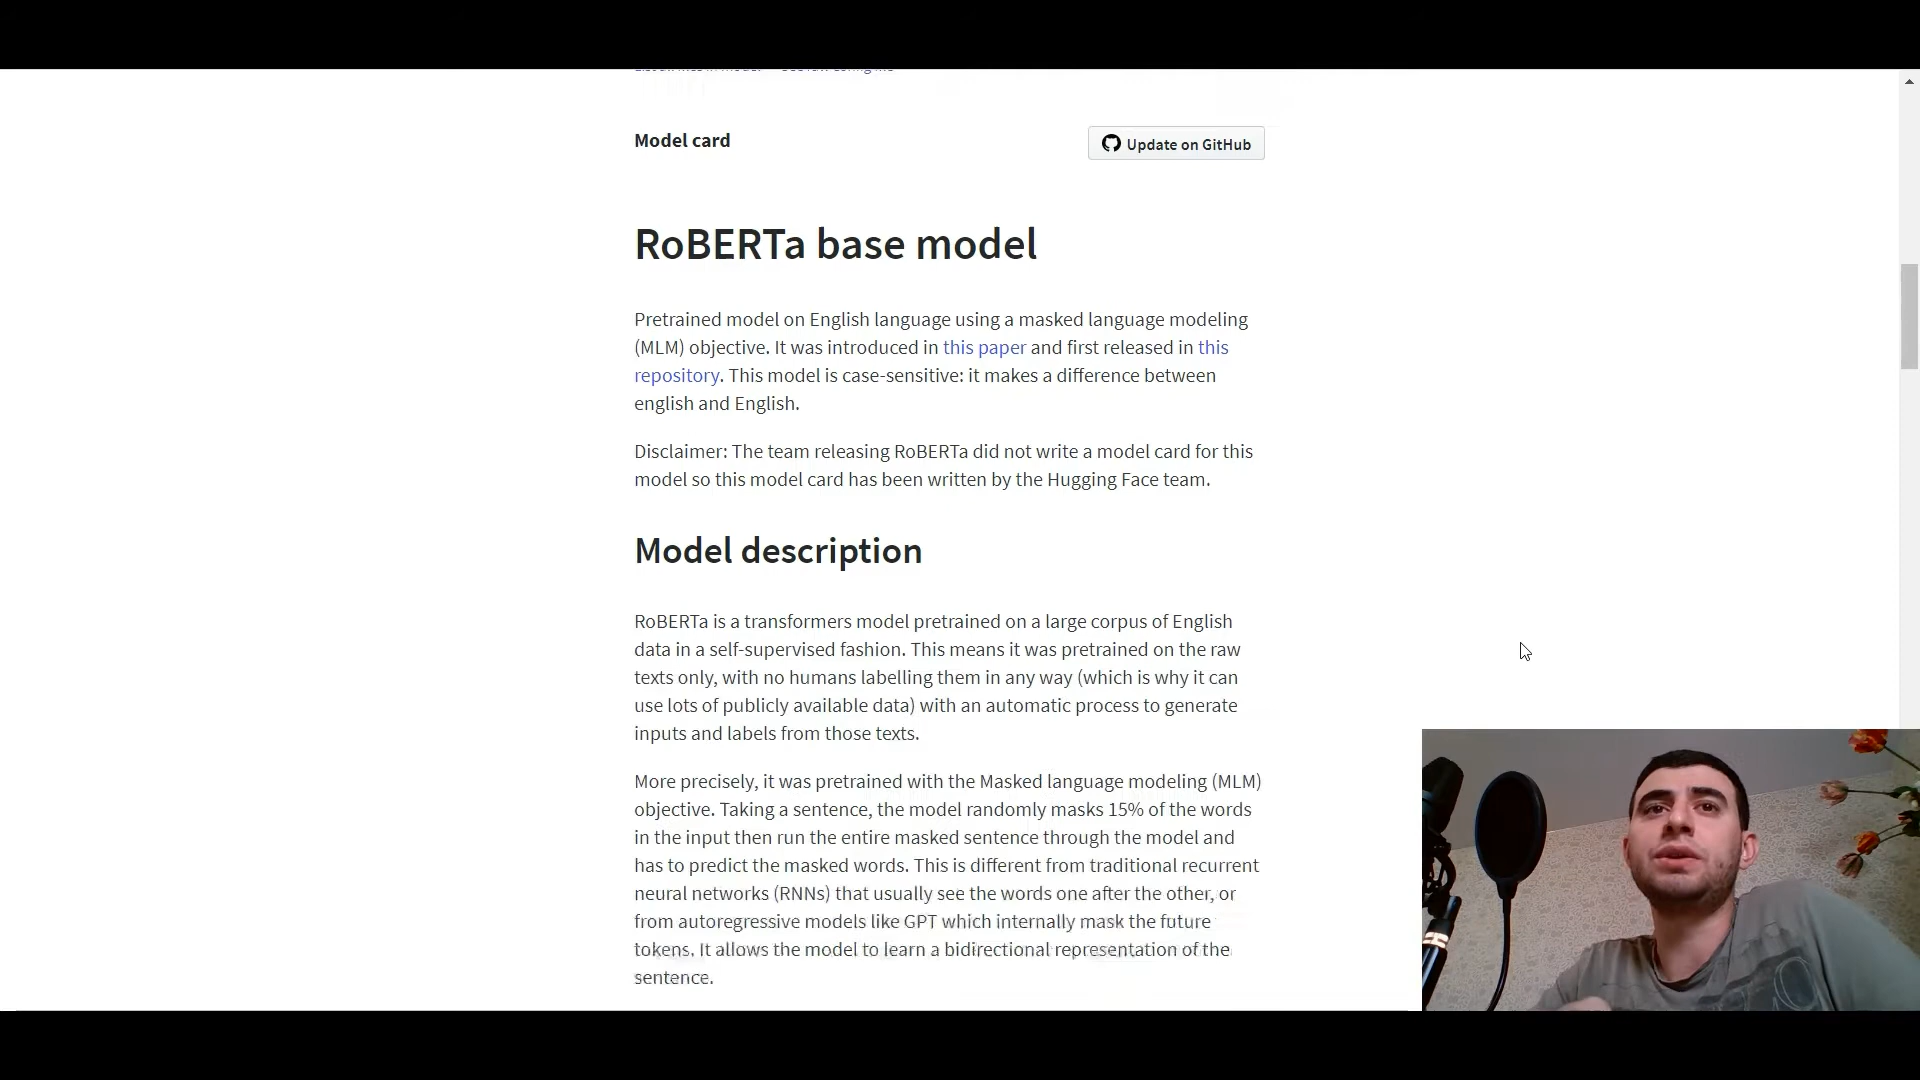 Model card
Update on GitHub
RoBERTa base model
Pretrained model on English language using a masked language modeling
(MLM) objective. It was introduced in this paper and first released in this
repository. This model is case-sensitive: it makes a difference between
english and English.
Disclaimer: The team releasing RoBERTa did not write a model card for this
model so this model card has been written by the Hugging Face team.
Model description
RoBERTa is a transformers model pretrained on a large corpus of English
data in a self-supervised fashion. This means it was pretrained on the raw
texts only, with no humans labelling them in any way (which is why it can
use lots of publicly available data) with an automatic process to generate
inputs and labels from those texts.
More precisely, it was pretrained with the Masked language modeling (MLM)
objective. Taking a sentence, the model randomly masks 15% of the words
in the input then run the entire masked sentence through the model and
has to predict the masked words. This is different from traditional recurrent
neural networks (RNNs) that usually see the words one after the other, or
from autoregressive models like GPT which internally mask the future
tokens. It allows the model to learn a bidirectional representation of the
sentence.